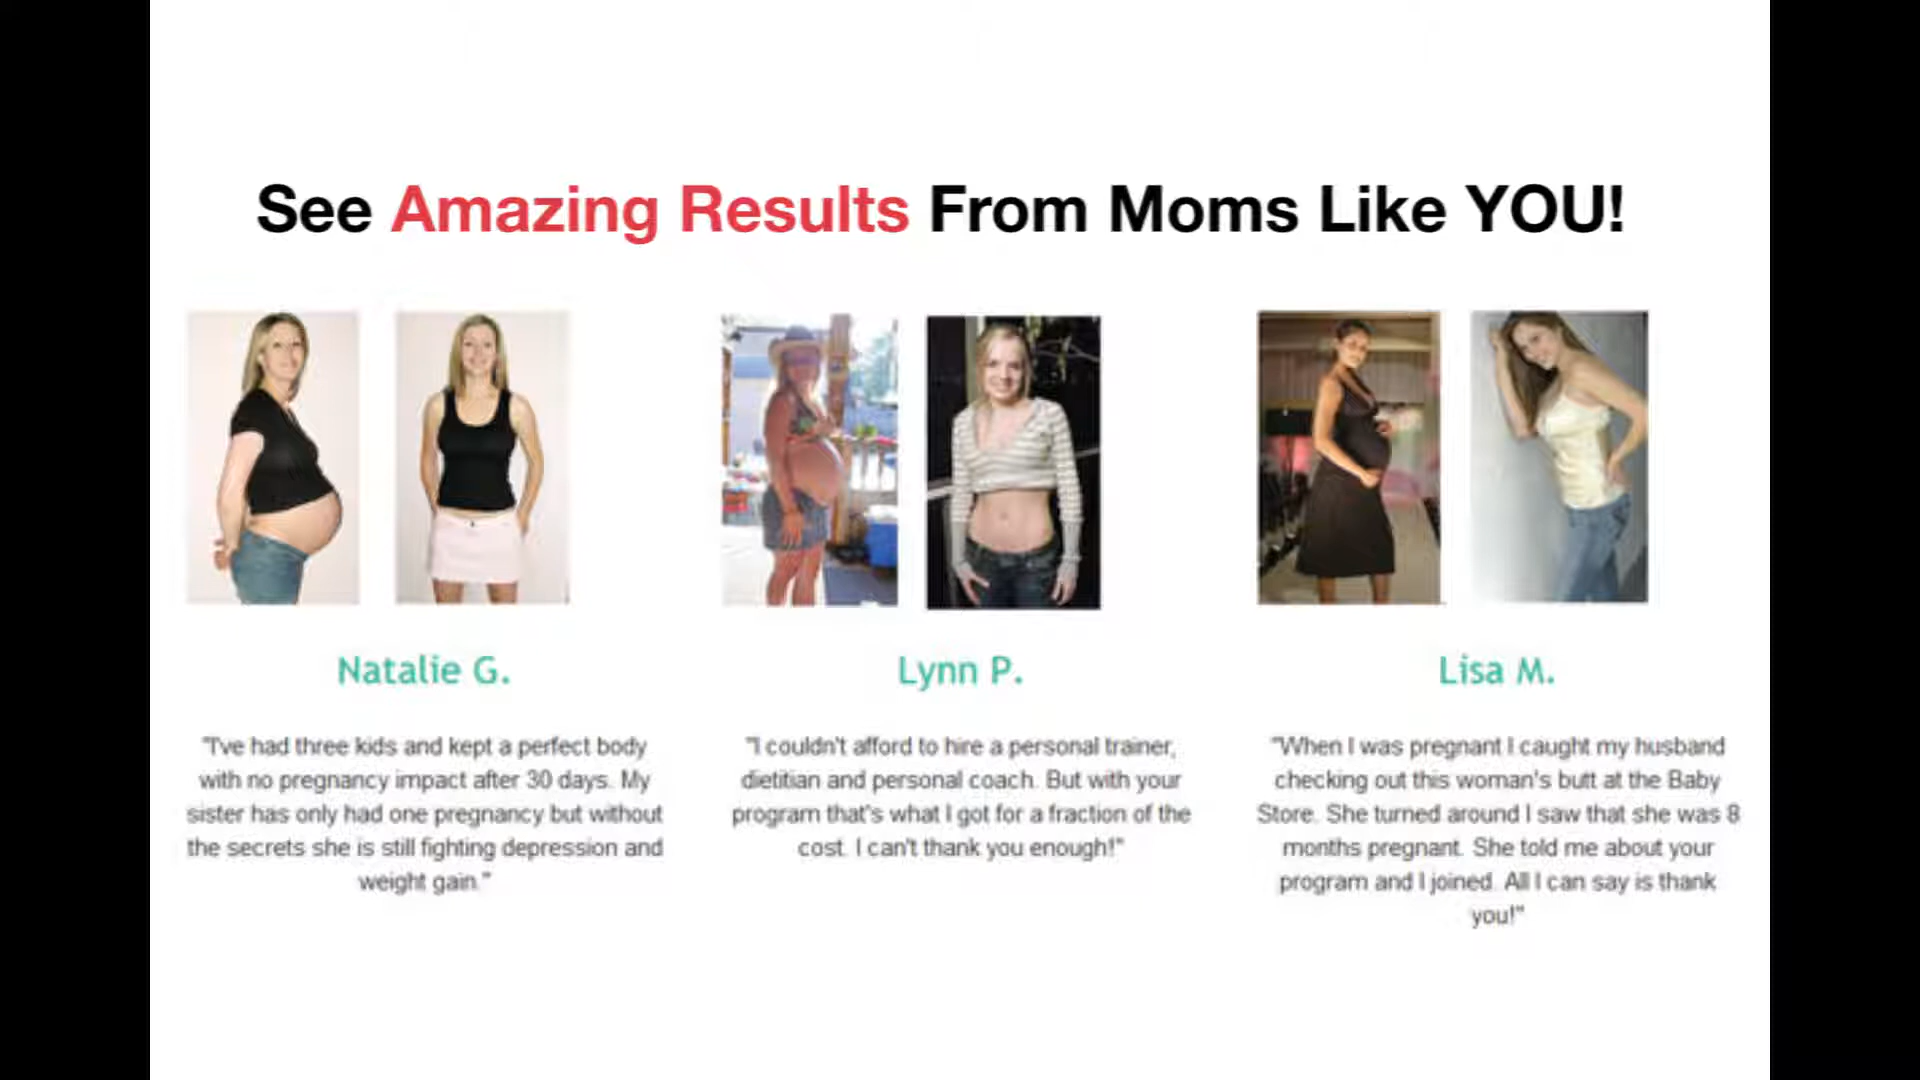 See Amazing Results From Moms Like YOU!
Natalie G.
"I've had three kids and kept a perfect body
with no pregnancy impact after 30 days. My
sister has only had one pregnancy but without
the secrets she is still fighting depression and
weight gain."
Lynn P.
"I couldn't afford to hire a personal trainer,
dietitian and personal coach. But with your
program that's what I got for a fraction of the
cost. I can't thank you enough!"
Lisa M.
"When I was pregnant I caught my husband
checking out this woman's butt at the Baby
Store. She turned around I saw that she was 8
months pregnant. She told me about your
program and I joined. All I can say is thank
you!"